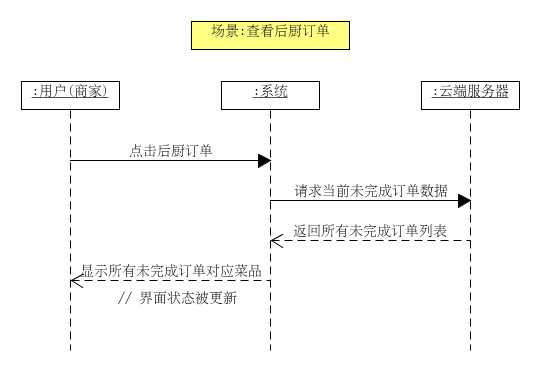 场景:查看后厨订单
:用户(商家)
:系统
:云端服务器
点击后厨订单
请求当前未完成订单数据
返回所有未完成订单列表
显示所有未完成订单对应菜品
// 界面状态被更新